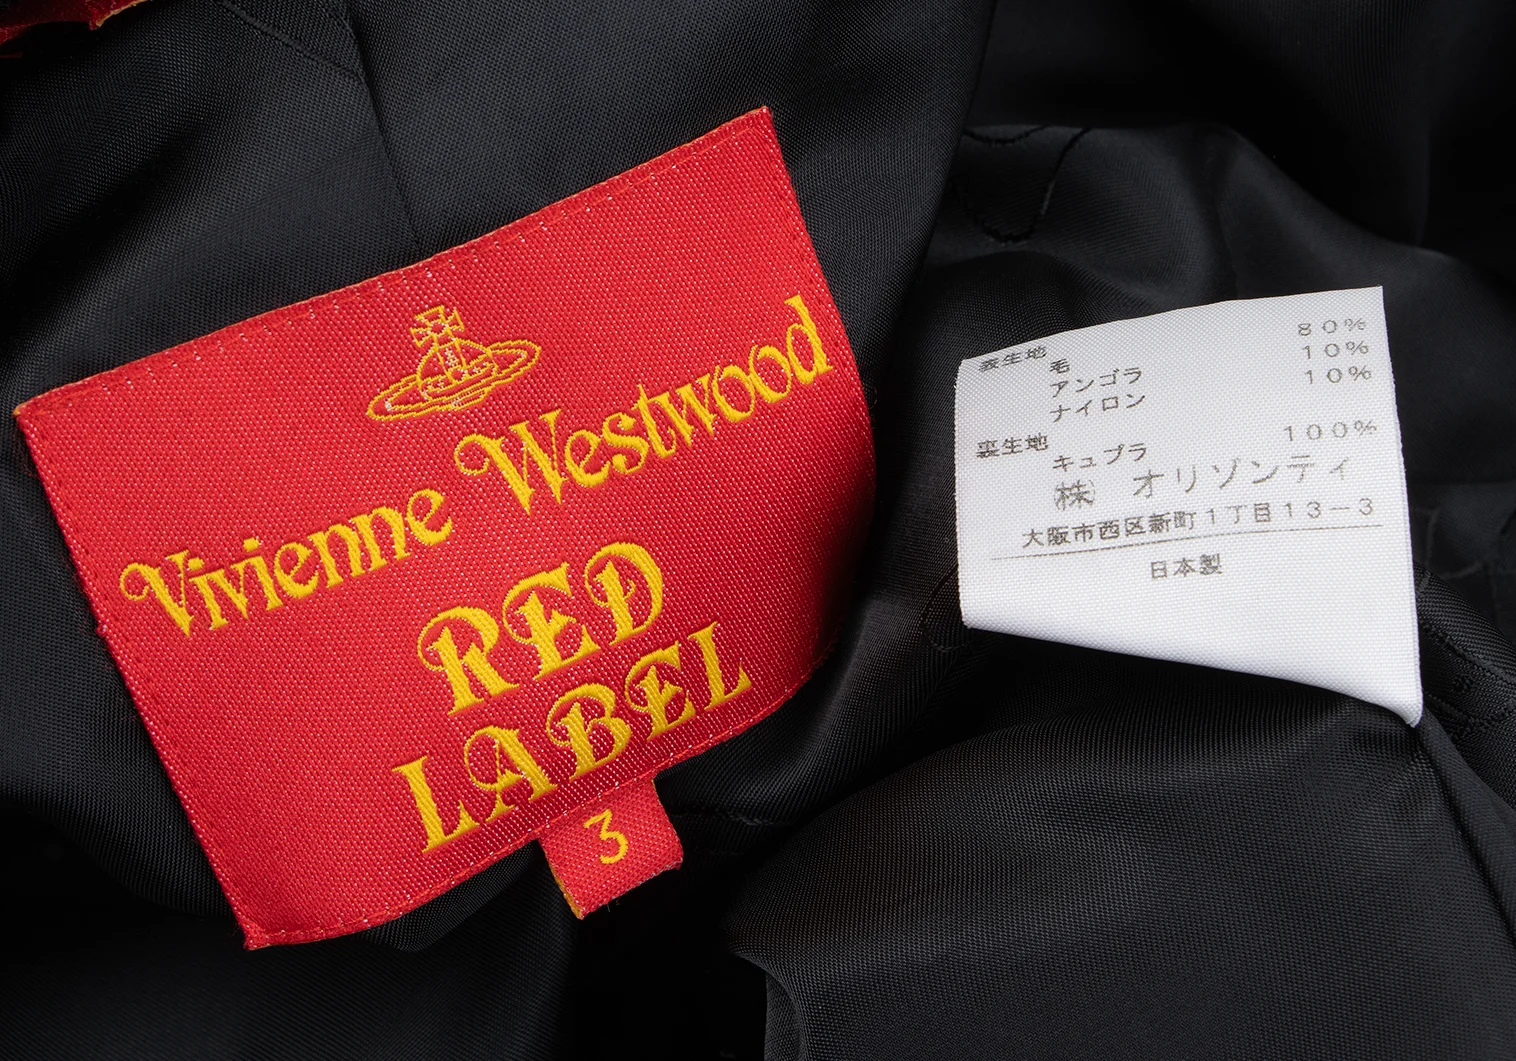 Vivienne Westwood
RED
LABEL
3
表生地
毛 80%
アンゴラ 10%
ナイロン 10%
裏生地
キュプラ 100%
(株) オリゾンティ
大阪市西区新町1丁目13-3
日本製